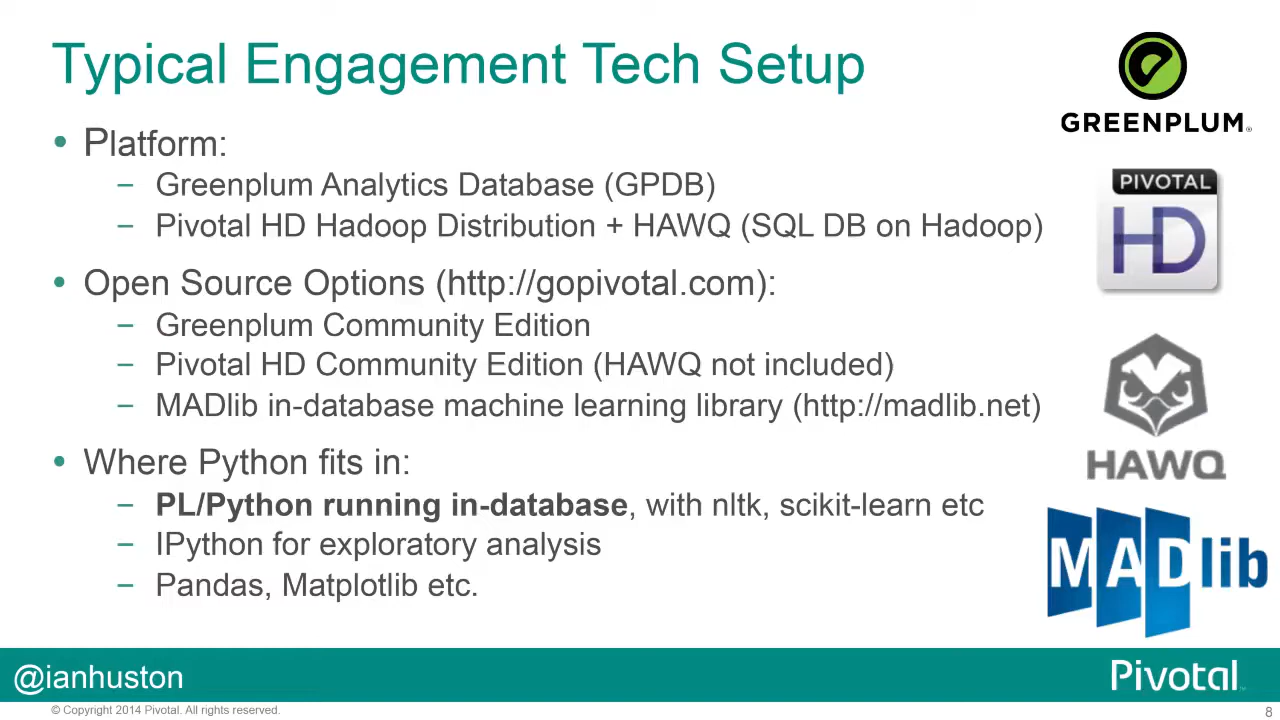 Typical Engagement Tech Setup
GREENPLUM®
• Platform:
− Greenplum Analytics Database (GPDB)
− Pivotal HD Hadoop Distribution + HAWQ (SQL DB on Hadoop)
PIVOTAL
HD
• Open Source Options (http://gopivotal.com):
− Greenplum Community Edition
− Pivotal HD Community Edition (HAWQ not included)
− MADlib in-database machine learning library (http://madlib.net)
HAWQ
• Where Python fits in:
− PL/Python running in-database, with nltk, scikit-learn etc
− IPython for exploratory analysis
− Pandas, Matplotlib etc.
MADlib
@ianhuston
Pivotal™
© Copyright 2014 Pivotal. All rights reserved.
8